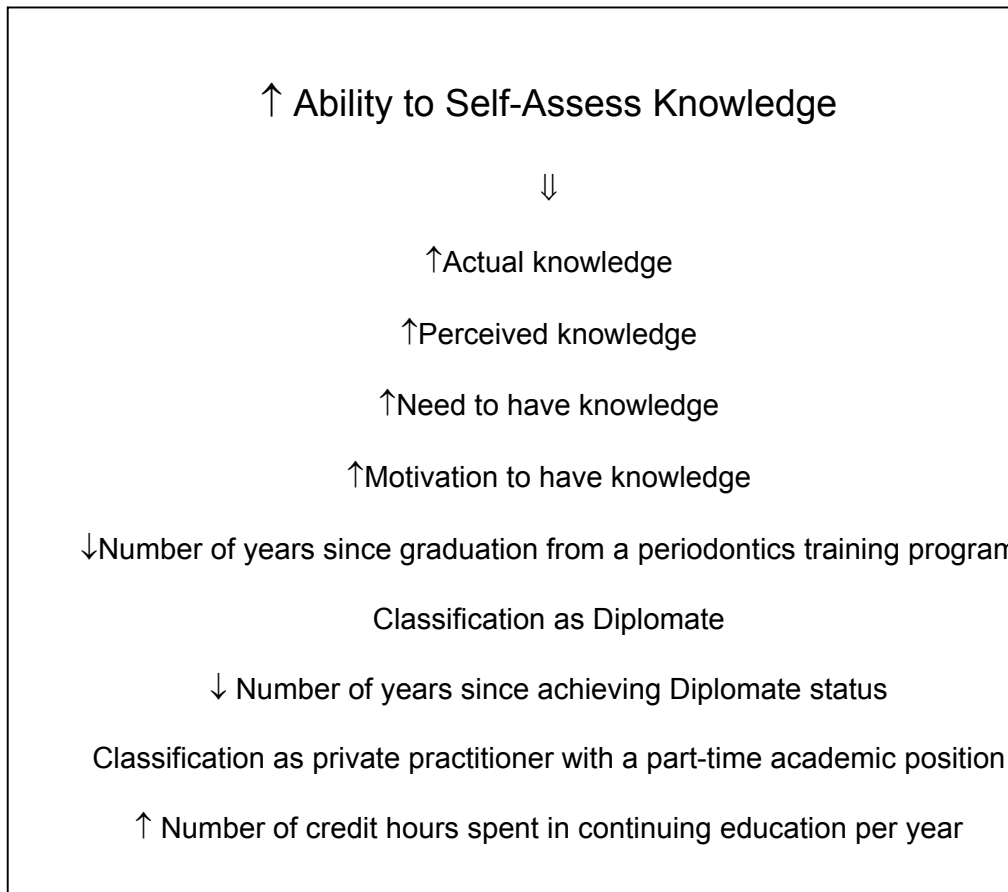 ↑ Ability to Self-Assess Knowledge
⇓
↑Actual knowledge
↑Perceived knowledge
↑Need to have knowledge
↑Motivation to have knowledge
↓Number of years since graduation from a periodontics training program
Classification as Diplomate
↓ Number of years since achieving Diplomate status
Classification as private practitioner with a part-time academic position
↑ Number of credit hours spent in continuing education per year